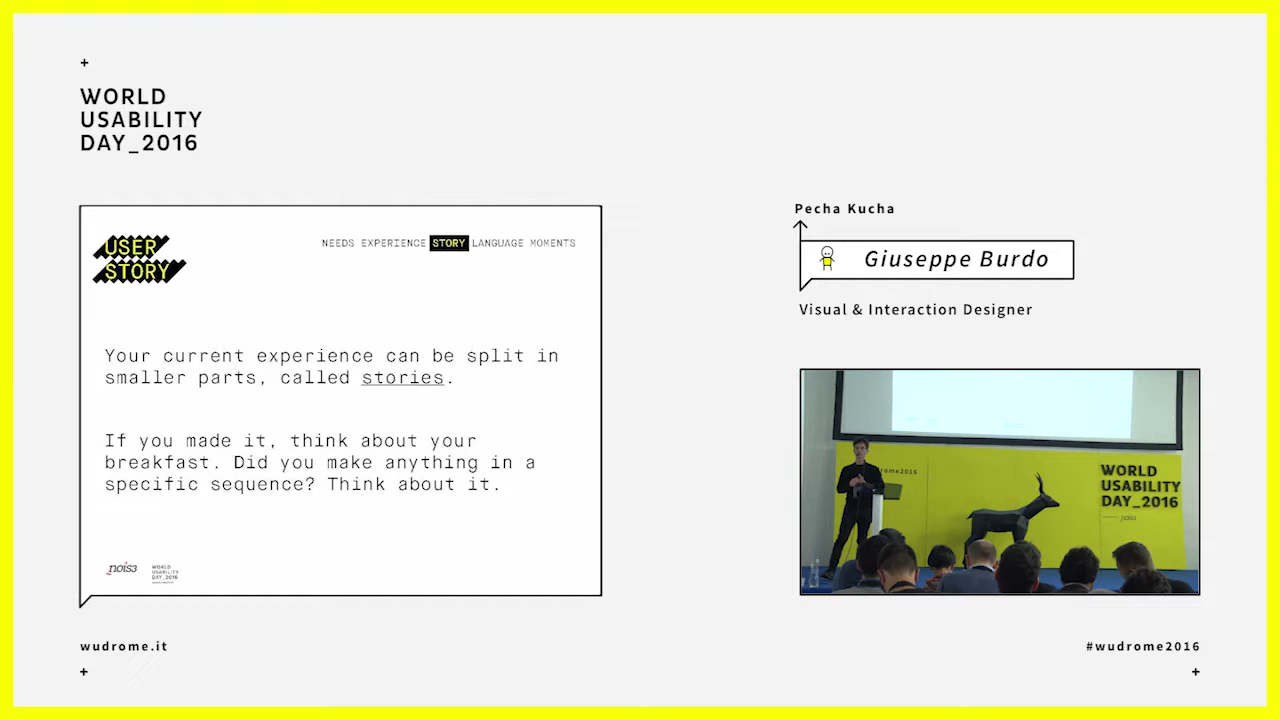 WORLD
USABILITY
DAY_2016
USER
STORY
NEEDS EXPERIENCE STORY LANGUAGE MOMENTS
Your current experience can be split in
smaller parts, called stories.
If you made it, think about your
breakfast. Did you make anything in a
specific sequence? Think about it.
nois3
WORLD
USABILITY
DAY_2016
Pecha Kucha
Giuseppe Burdo
Visual & Interaction Designer
WORLD
USABILITY
DAY_2016
nois3
wudrome.it
#wudrome2016